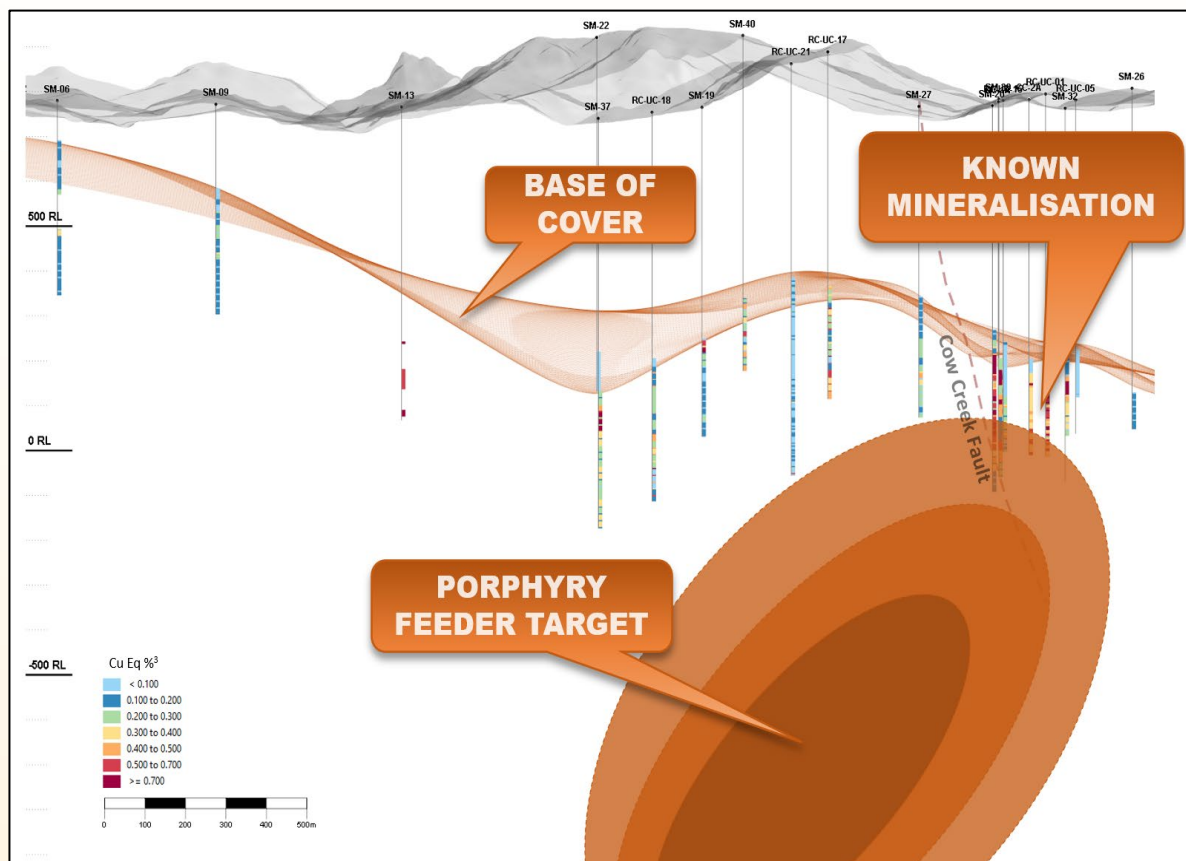 SM-22
SM-40
RC-UC-17
RC-UC-21
SM-06
SM-09
SM-13
SM-37
RC-UC-18
SM-19
SM-27
SM-20
RC-UC-01
SM-32
RC-UC-05
SM-26
BASE OF
COVER
KNOWN
MINERALISATION
500 RL
Cow Creek Fault
0 RL
PORPHYRY
FEEDER TARGET
-500 RL
Cu Eq %³
< 0.100
0.100 to 0.200
0.200 to 0.300
0.300 to 0.400
0.400 to 0.500
0.500 to 0.700
>= 0.700
0 100 200 300 400 500m